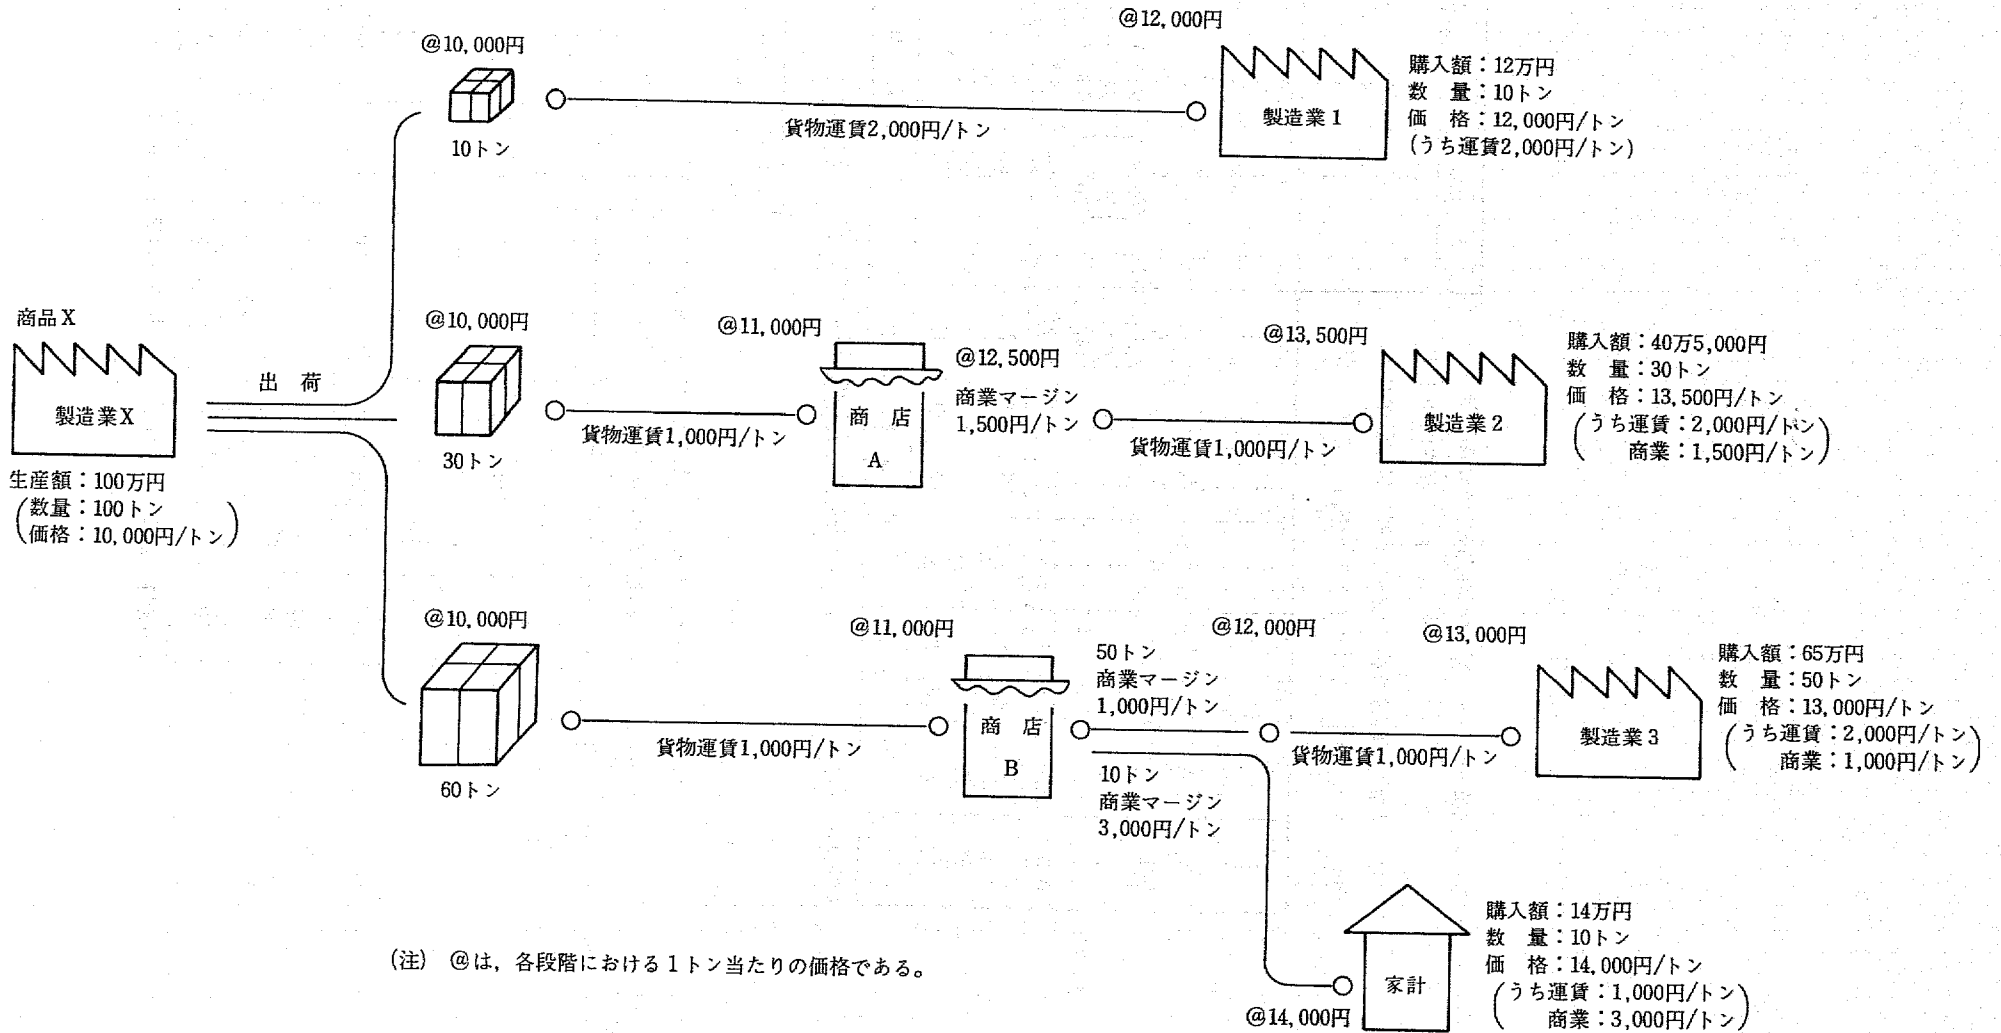 @10,000円
10トン
貨物運賃2,000円/トン
@12,000円
製造業1
購入額：12万円
数　量：10トン
価　格：12,000円/トン
(うち運賃2,000円/トン)
商品X
製造業X
生産額：100万円
(数量：100トン
価格：10,000円/トン)
出　荷
@10,000円
30トン
貨物運賃1,000円/トン
@11,000円
商　店
A
@12,500円
商業マージン
1,500円/トン
貨物運賃1,000円/トン
@13,500円
製造業2
購入額：40万5,000円
数　量：30トン
価　格：13,500円/トン
(うち運賃：2,000円/トン
商業：1,500円/トン)
@10,000円
60トン
貨物運賃1,000円/トン
@11,000円
商　店
B
50トン
商業マージン
1,000円/トン
10トン
商業マージン
3,000円/トン
@12,000円
貨物運賃1,000円/トン
@13,000円
製造業3
購入額：65万円
数　量：50トン
価　格：13,000円/トン
(うち運賃：2,000円/トン
商業：1,000円/トン)
@14,000円
家計
購入額：14万円
数　量：10トン
価　格：14,000円/トン
(うち運賃：1,000円/トン
商業：3,000円/トン)
(注)　@は，各段階における1トン当たりの価格である。